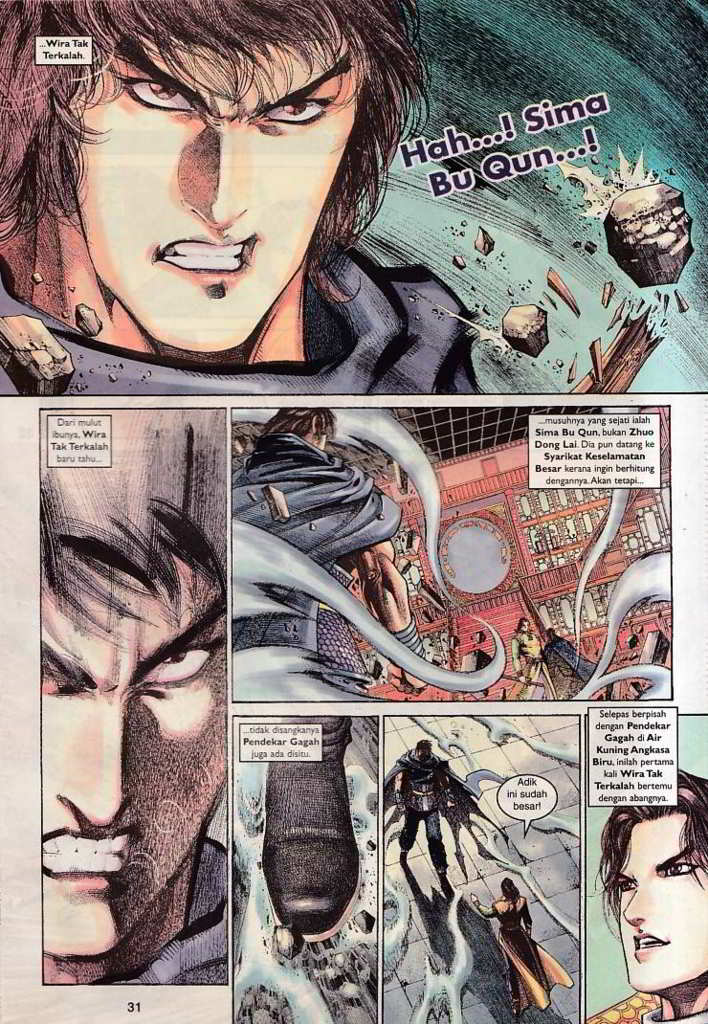 ...Wira Tak
Terkalah.
Hah...! Sima
Bu Qun...!
Dari mulut
ibunya, Wira
Tak Terkalah
baru tahu...
...musuhnya yang sejati ialah
Sima Bu Qun, bukan Zhuo
Dong Lai. Dia pun datang ke
Syarikat Keselamatan
Besar kerana ingin berhitung
dengannya. Akan tetapi...
...tidak disangkanya
Pendekar Gagah
juga ada disitu.
Adik
ini sudah
besar!
Selepas berpisah
dengan Pendekar
Gagah di Air
Kuning Angkasa
Biru, inilah pertama
kali Wira Tak
Terkalah bertemu
dengan abangnya.
31